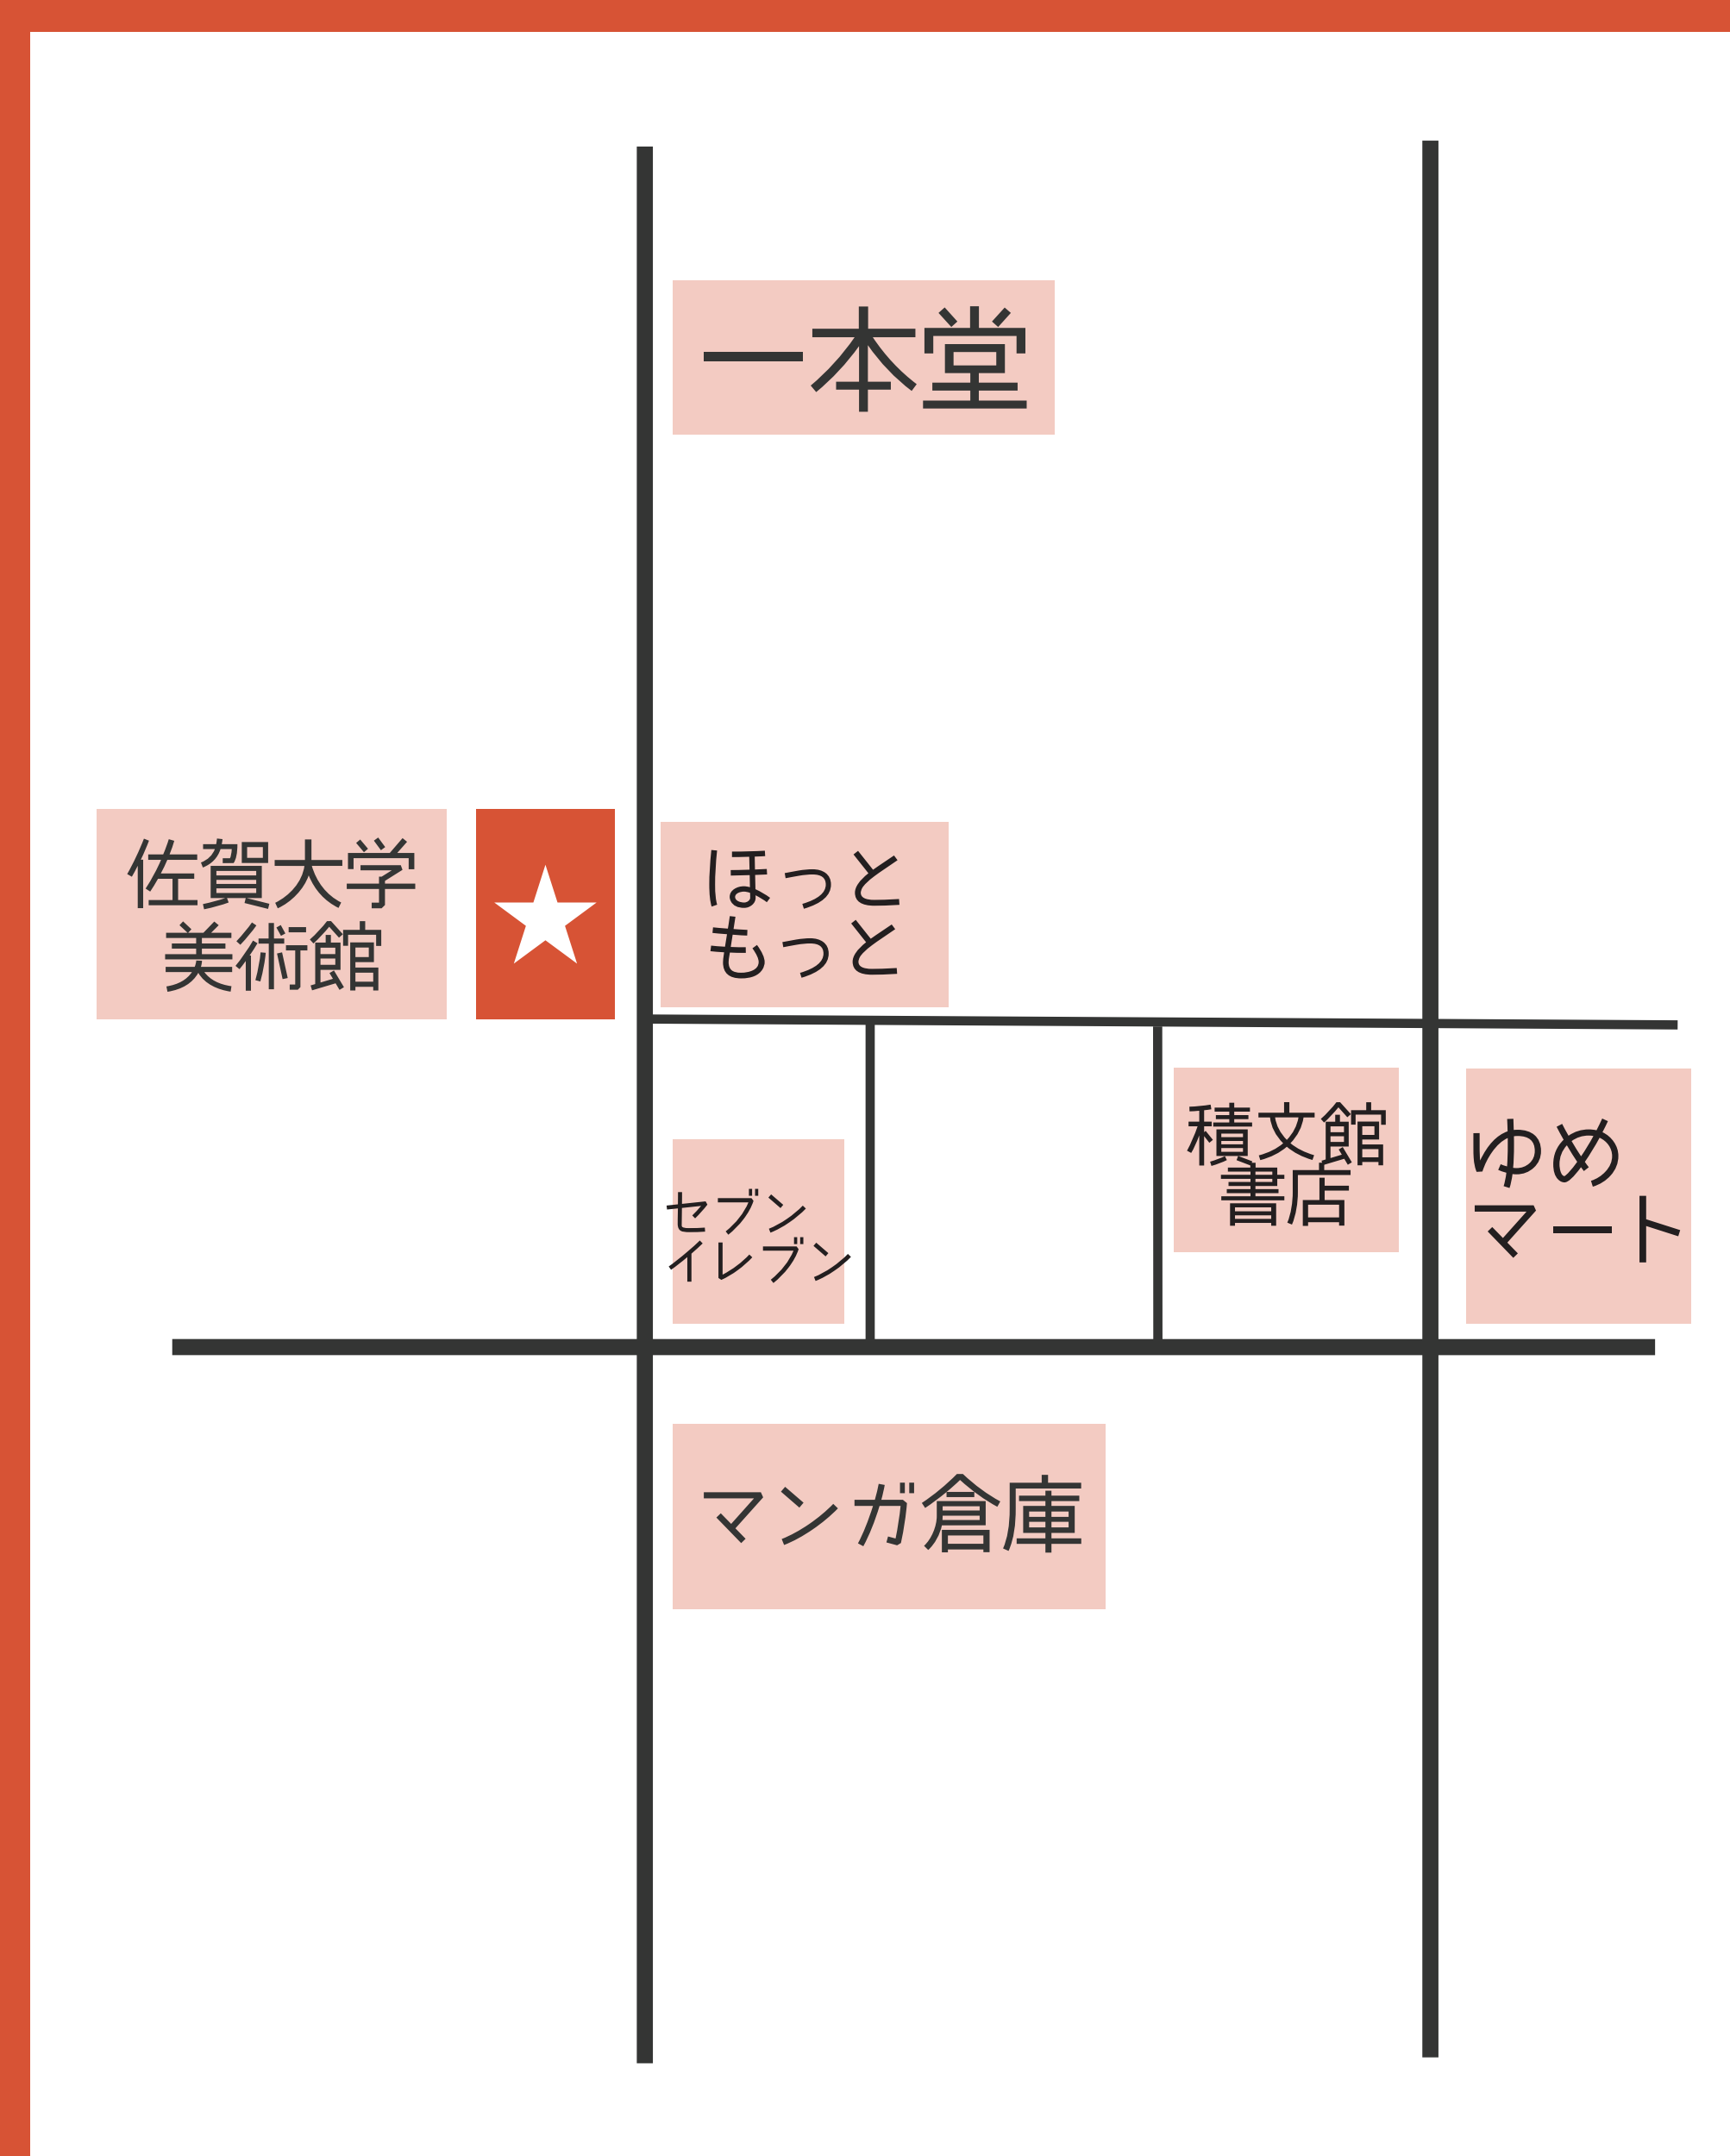 一本堂
佐賀大学
美術館
ほっと
もっと
積文館
書店
ゆめ
マート
セブン
イレブン
マンガ倉庫